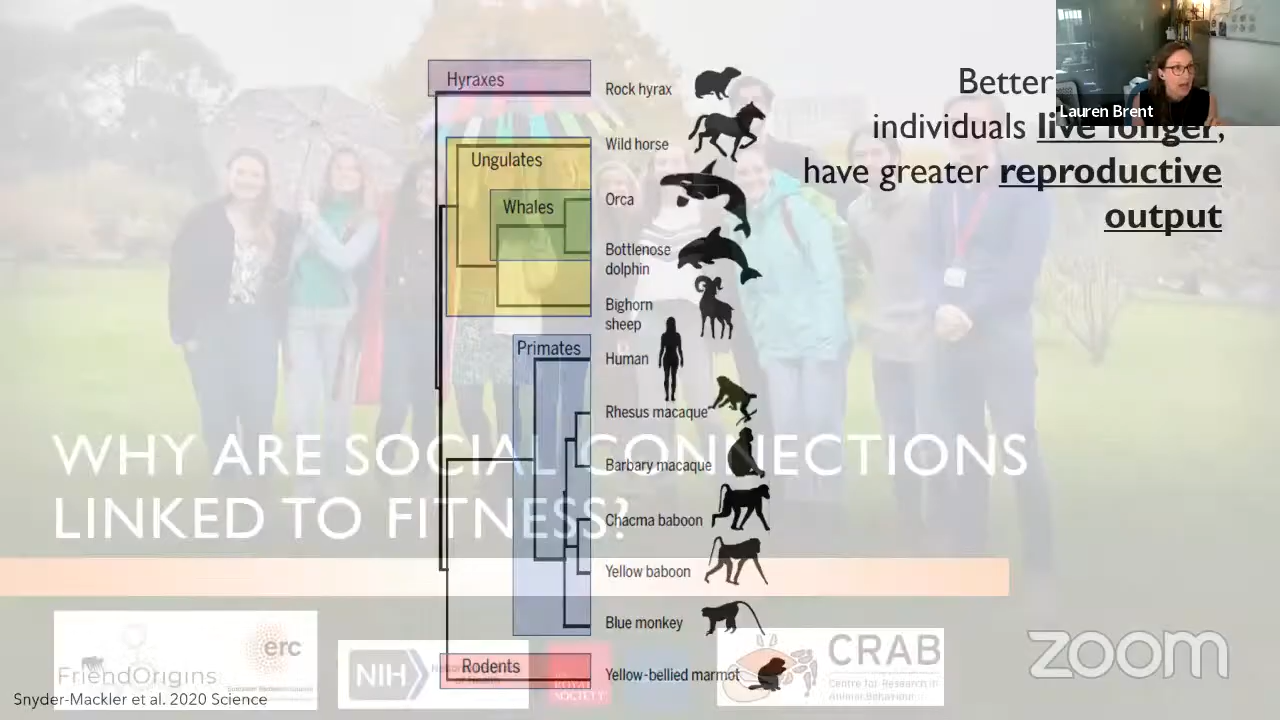 Hyraxes
Rock hyrax
Wild horse
Ungulates
Whales
Orca
Bottlenose
dolphin
Bighorn
sheep
Primates
Human
Rhesus macaque
Barbary macaque
Chacma baboon
Yellow baboon
Blue monkey
Rodents
Yellow-bellied marmot
Better
individuals live longer,
have greater reproductive
output
Lauren Brent
WHY ARE SOCIAL CONNECTIONS
LINKED TO FITNESS?
FriendOrigins
erc
NIH
ROYAL
SOCIETY
CRAB
Centre for Research in
Animal Behaviour
Snyder-Mackler et al. 2020 Science
zoom